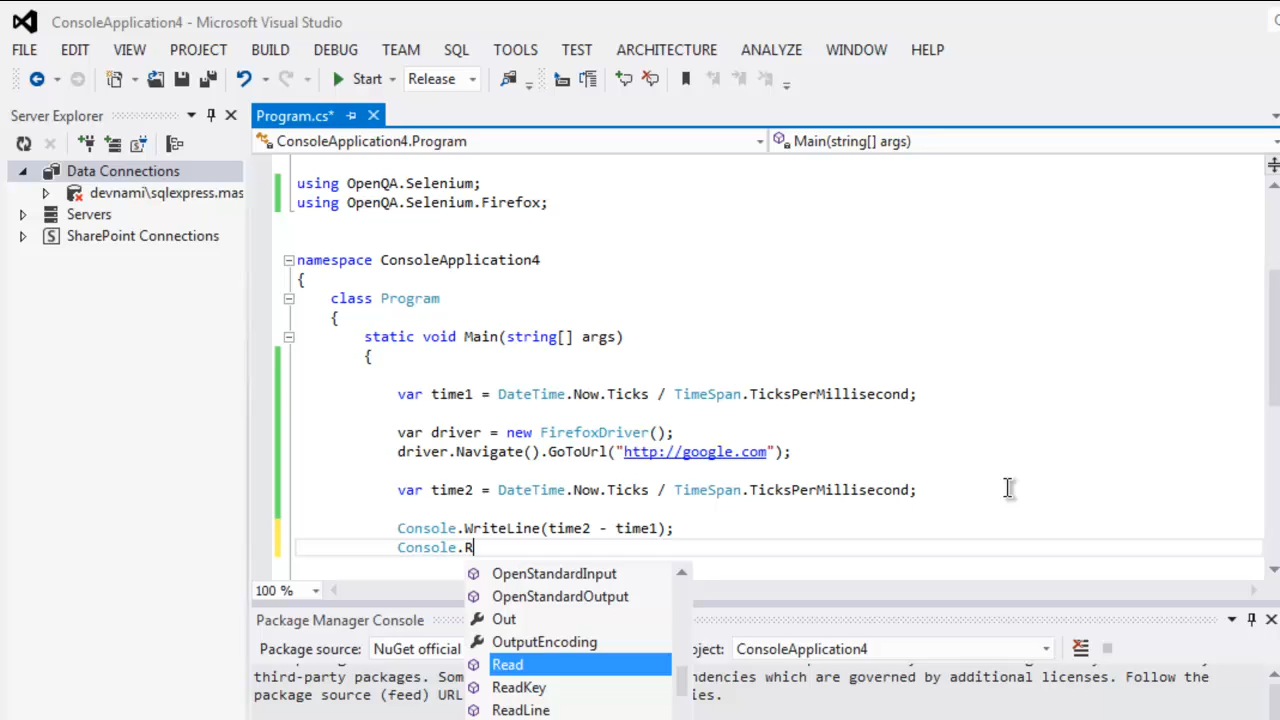 ConsoleApplication4 - Microsoft Visual Studio
FILE EDIT VIEW PROJECT BUILD DEBUG TEAM SQL TOOLS TEST ARCHITECTURE ANALYZE WINDOW HELP
Start Release
Server Explorer
Data Connections
devnami\sqlexpress.mas
Servers
SharePoint Connections
Program.cs*
ConsoleApplication4.Program Main(string[] args)
using OpenQA.Selenium;
using OpenQA.Selenium.Firefox;
namespace ConsoleApplication4
{
class Program
{
static void Main(string[] args)
{
var time1 = DateTime.Now.Ticks / TimeSpan.TicksPerMillisecond;
var driver = new FirefoxDriver();
driver.Navigate().GoToUrl("http://google.com");
var time2 = DateTime.Now.Ticks / TimeSpan.TicksPerMillisecond;
Console.WriteLine(time2 - time1);
Console.R
OpenStandardInput
OpenStandardOutput
Out
OutputEncoding
Read
ReadKey
ReadLine
100 %
Package Manager Console
Package source: NuGet official oject: ConsoleApplication4
third-party packages. Som ndencies which are governed by additional licenses. Follow the
package source (feed) URL ies.